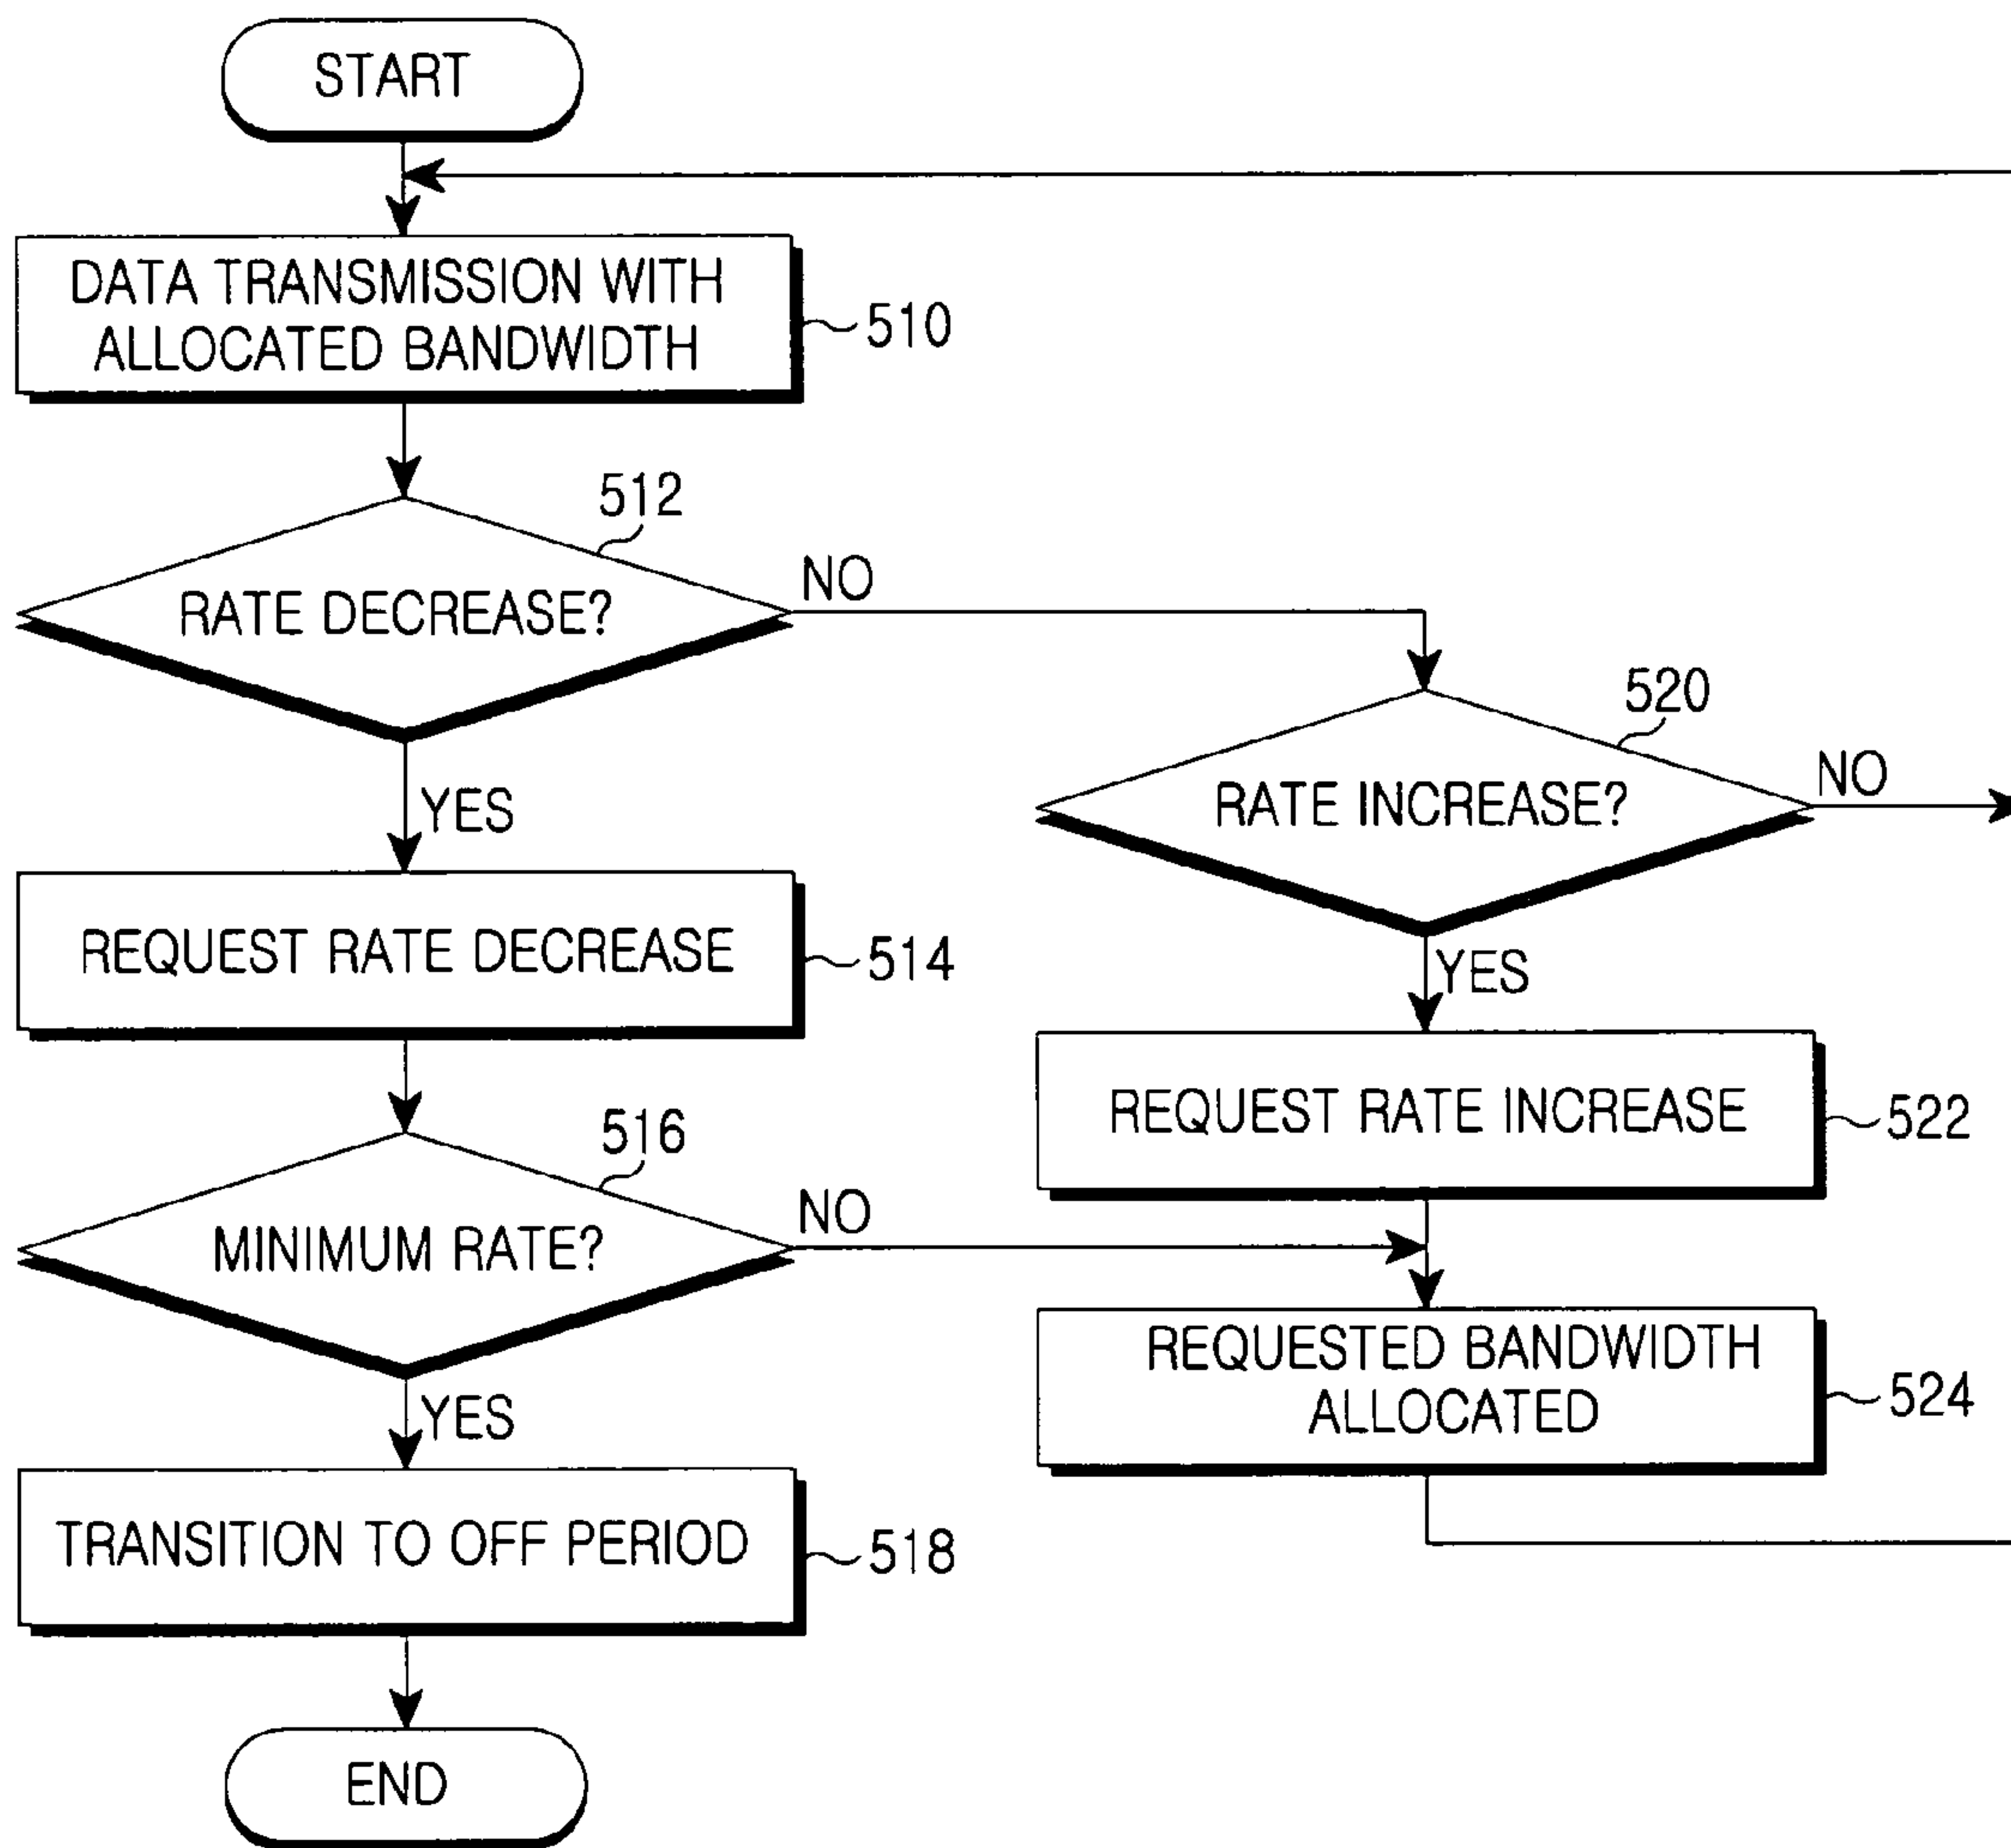 START
DATA TRANSMISSION WITH
ALLOCATED BANDWIDTH
510
512
RATE DECREASE?
NO
YES
520
RATE INCREASE?
NO
YES
REQUEST RATE DECREASE
514
REQUEST RATE INCREASE
522
516
MINIMUM RATE?
NO
YES
REQUESTED BANDWIDTH
ALLOCATED
524
TRANSITION TO OFF PERIOD
518
END